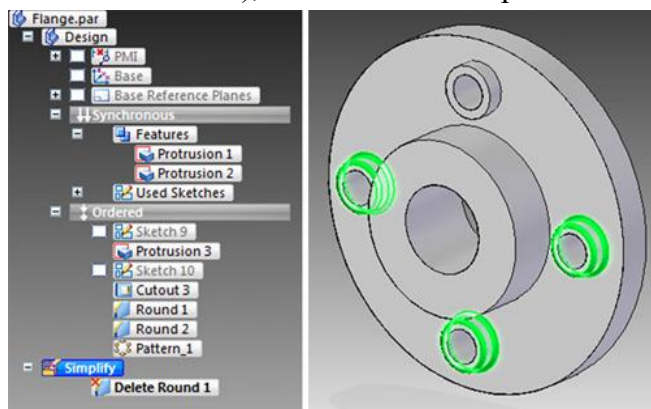 Flange.par
Design
PMI
Base
Base Reference Planes
Synchronous
Features
Protrusion 1
Protrusion 2
Used Sketches
Ordered
Sketch 9
Protrusion 3
Sketch 10
Cutout 3
Round 1
Round 2
Pattern_1
Simplify
Delete Round 1